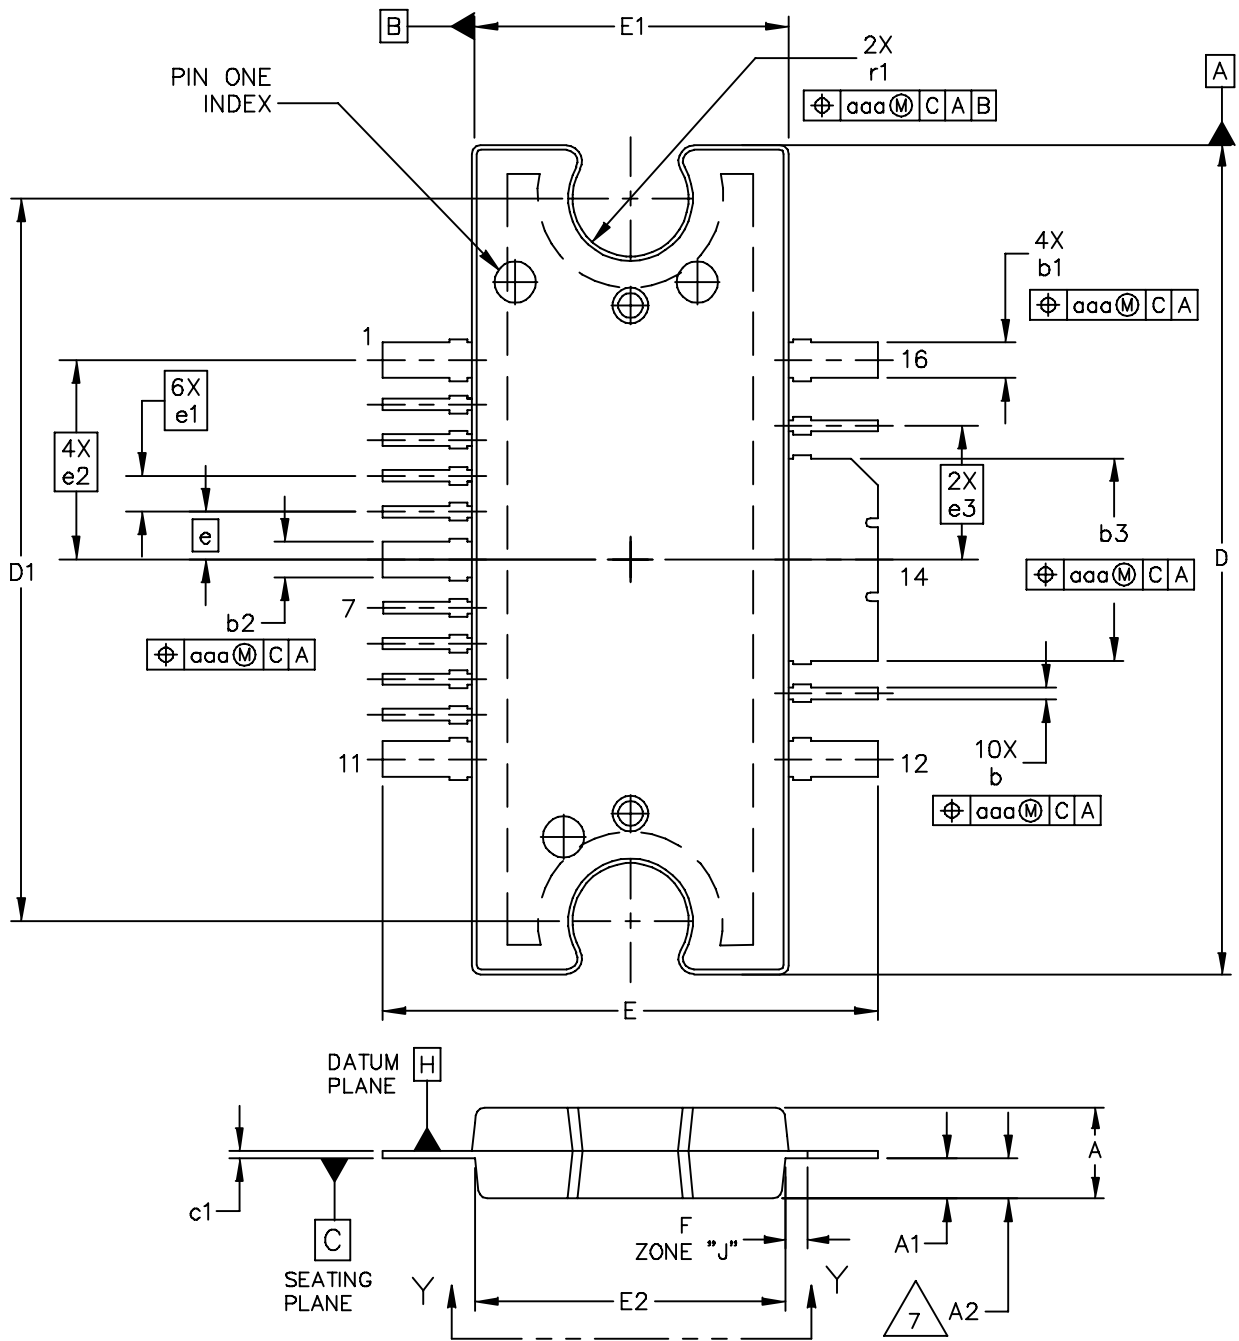 B
E1
2X
r1
⌖ aaa Ⓜ C A B
A
PIN ONE
INDEX
4X
b1
⌖ aaa Ⓜ C A
1
16
6X
e1
4X
e2
2X
e3
e
b3
⌖ aaa Ⓜ C A
D1
D
14
7
b2
⌖ aaa Ⓜ C A
11
12
10X
b
⌖ aaa Ⓜ C A
E
DATUM
PLANE
H
A
c1
C
SEATING
PLANE
F
ZONE "J"
A1
Y
Y
E2
7
A2